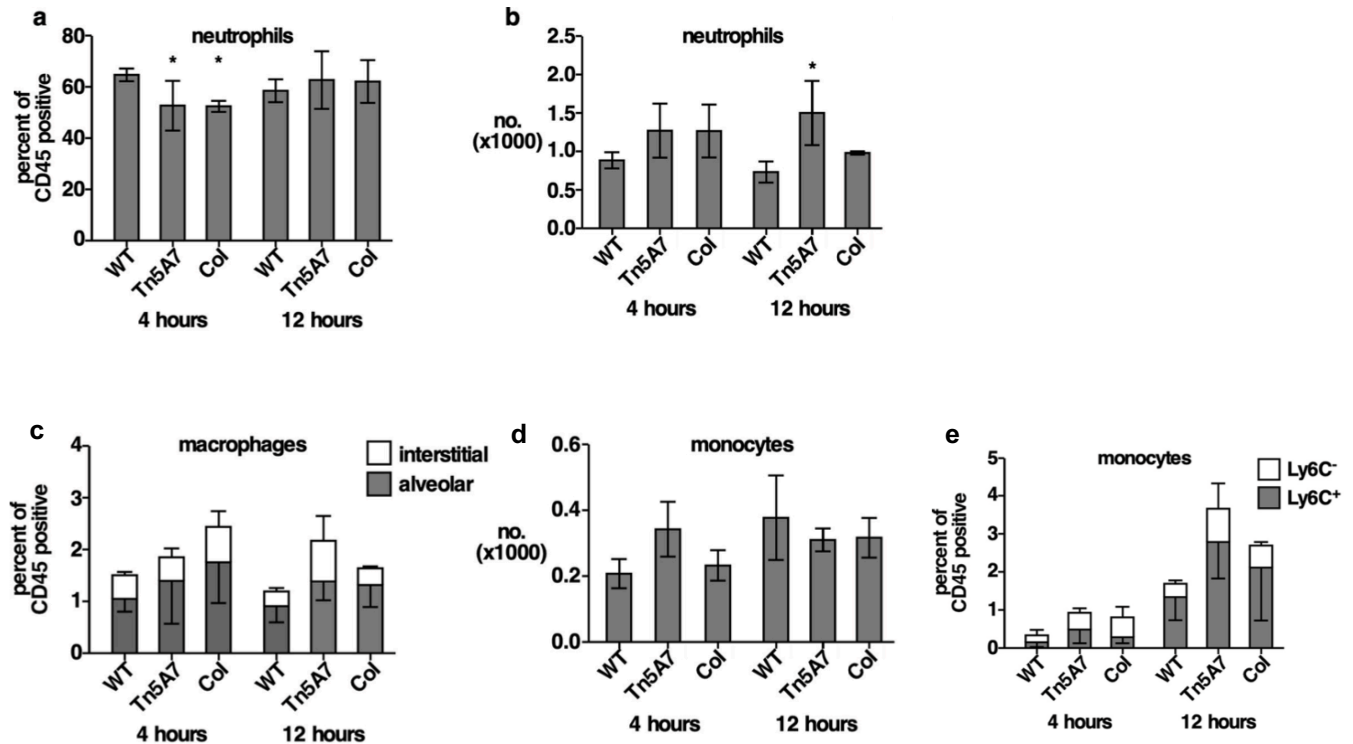 a
neutrophils
percent of
CD45 positive
80
60
40
20
0
*
*
WT
Tn5A7
Col
WT
Tn5A7
Col
4 hours
12 hours
b
neutrophils
no.
(x1000)
2.5
2.0
1.5
1.0
0.5
0.0
*
WT
Tn5A7
Col
WT
Tn5A7
Col
4 hours
12 hours
c
macrophages
interstitial
alveolar
percent of
CD45 positive
4
3
2
1
0
WT
Tn5A7
Col
WT
Tn5A7
Col
4 hours
12 hours
d
monocytes
no.
(x1000)
0.6
0.4
0.2
0.0
WT
Tn5A7
Col
WT
Tn5A7
Col
4 hours
12 hours
e
monocytes
Ly6C⁻
Ly6C⁺
percent of
CD45 positive
5
4
3
2
1
0
WT
Tn5A7
Col
WT
Tn5A7
Col
4 hours
12 hours